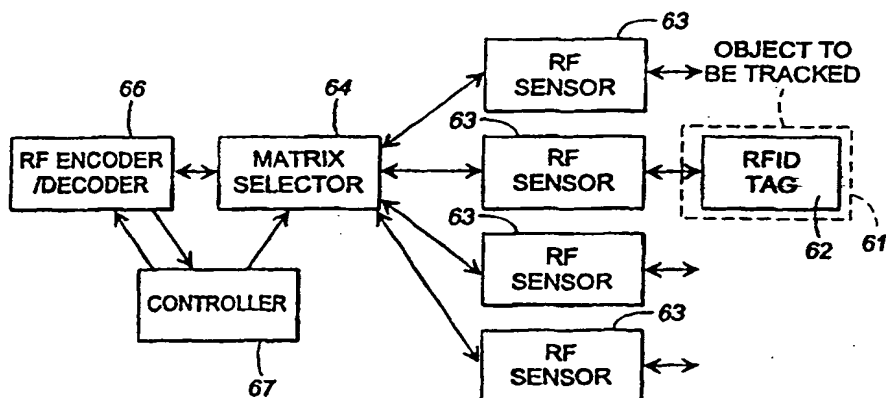 63
RF
SENSOR
OBJECT TO
BE TRACKED
66
64
63
RF ENCODER
/DECODER
MATRIX
SELECTOR
RF
SENSOR
RFID
TAG
62
61
63
RF
SENSOR
CONTROLLER
67
63
RF
SENSOR